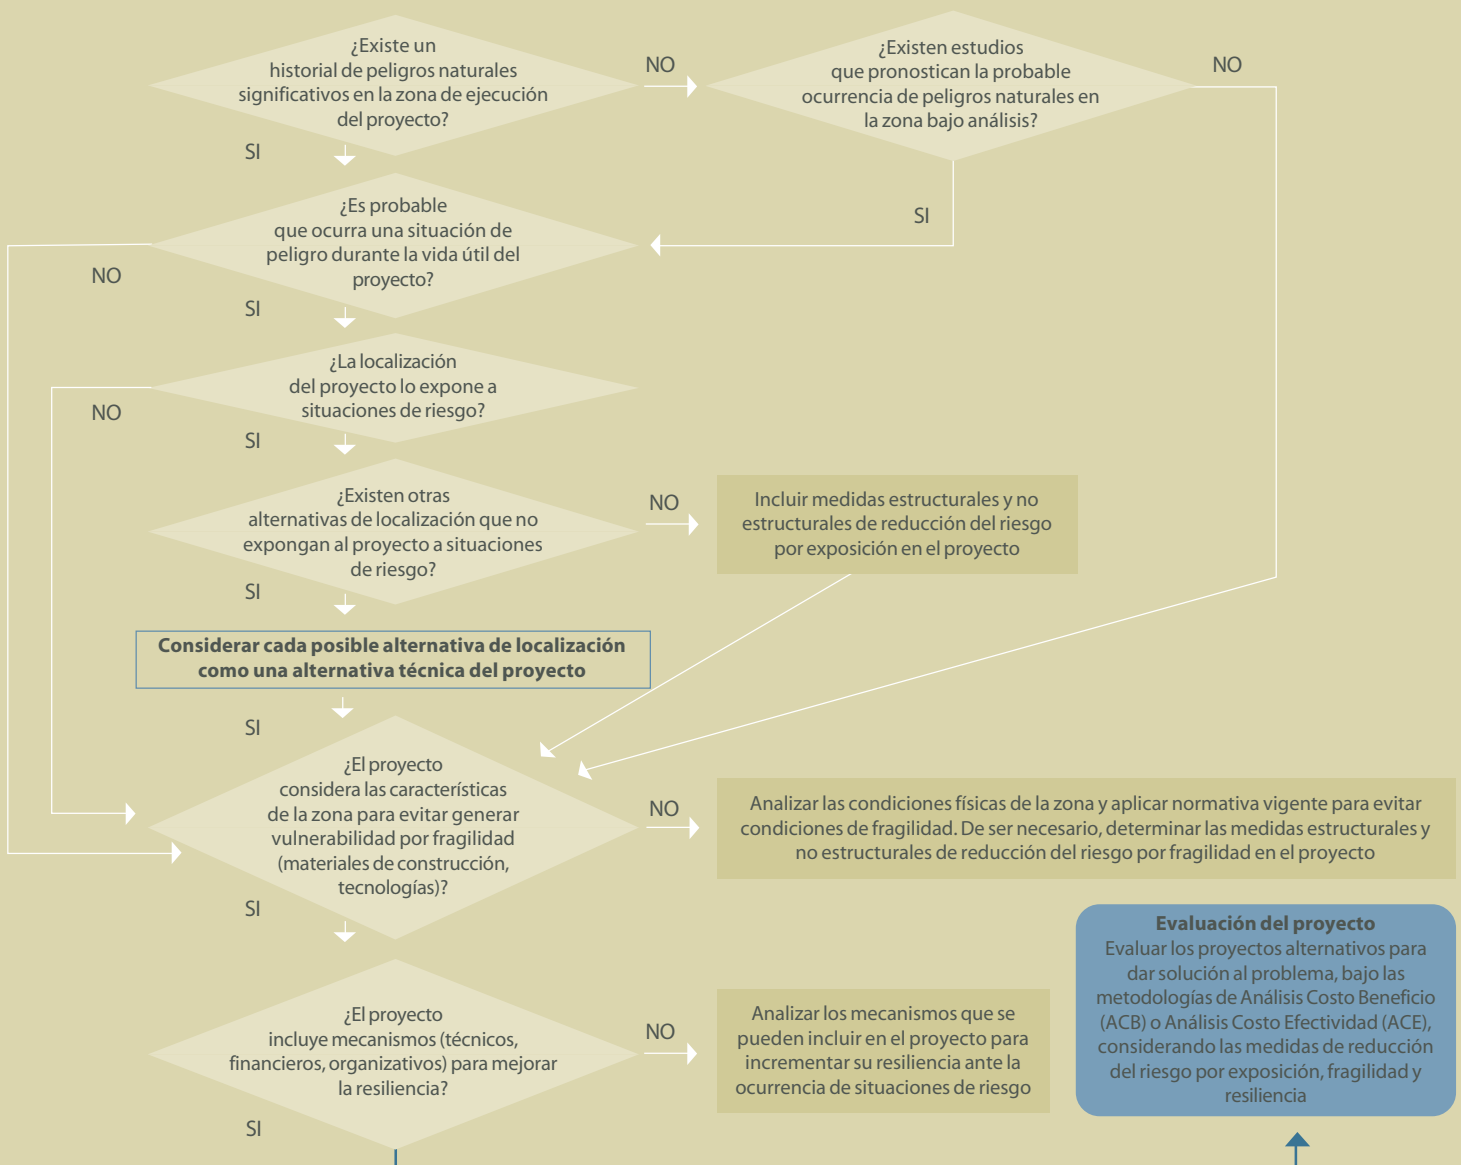 ¿Existe un
historial de peligros naturales
significativos en la zona de ejecución
del proyecto?
NO
¿Existen estudios
que pronostican la probable
ocurrencia de peligros naturales en
la zona bajo análisis?
NO
SI
SI
¿Es probable
que ocurra una situación de
peligro durante la vida útil del
proyecto?
NO
SI
¿La localización
del proyecto lo expone a
situaciones de riesgo?
NO
SI
¿Existen otras
alternativas de localización que no
expongan al proyecto a situaciones
de riesgo?
NO
Incluir medidas estructurales y no
estructurales de reducción del riesgo
por exposición en el proyecto
SI
Considerar cada posible alternativa de localización
como una alternativa técnica del proyecto
SI
¿El proyecto
considera las características
de la zona para evitar generar
vulnerabilidad por fragilidad
(materiales de construcción,
tecnologías)?
NO
Analizar las condiciones físicas de la zona y aplicar normativa vigente para evitar
condiciones de fragilidad. De ser necesario, determinar las medidas estructurales y
no estructurales de reducción del riesgo por fragilidad en el proyecto
SI
¿El proyecto
incluye mecanismos (técnicos,
financieros, organizativos) para mejorar
la resiliencia?
NO
Analizar los mecanismos que se
pueden incluir en el proyecto para
incrementar su resiliencia ante la
ocurrencia de situaciones de riesgo
SI
Evaluación del proyecto
Evaluar los proyectos alternativos para
dar solución al problema, bajo las
metodologías de Análisis Costo Beneficio
(ACB) o Análisis Costo Efectividad (ACE),
considerando las medidas de reducción
del riesgo por exposición, fragilidad y
resiliencia